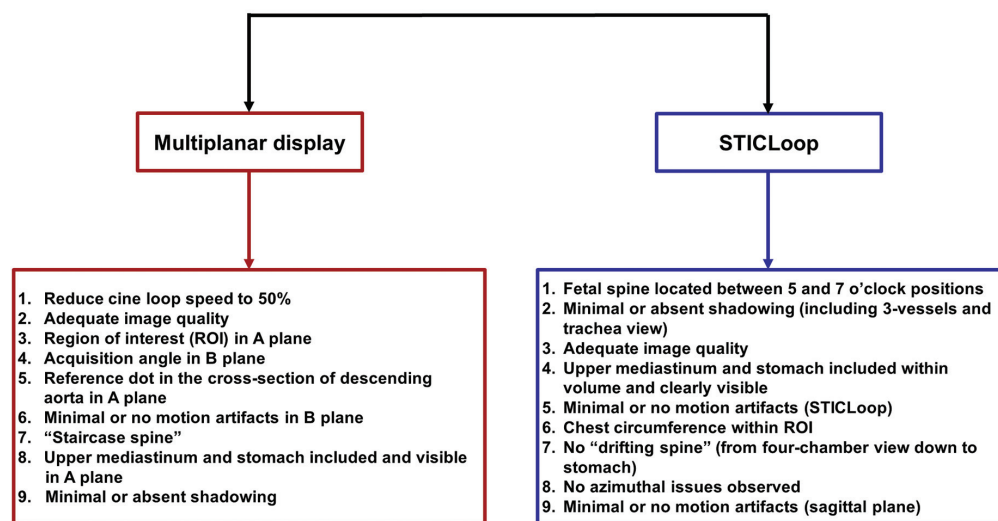 Multiplanar display
STICLoop
1. Reduce cine loop speed to 50%
2. Adequate image quality
3. Region of interest (ROI) in A plane
4. Acquisition angle in B plane
5. Reference dot in the cross-section of descending
aorta in A plane
6. Minimal or no motion artifacts in B plane
7. “Staircase spine”
8. Upper mediastinum and stomach included and visible
in A plane
9. Minimal or absent shadowing
1. Fetal spine located between 5 and 7 o’clock positions
2. Minimal or absent shadowing (including 3-vessels and
trachea view)
3. Adequate image quality
4. Upper mediastinum and stomach included within
volume and clearly visible
5. Minimal or no motion artifacts (STICLoop)
6. Chest circumference within ROI
7. No “drifting spine” (from four-chamber view down to
stomach)
8. No azimuthal issues observed
9. Minimal or no motion artifacts (sagittal plane)